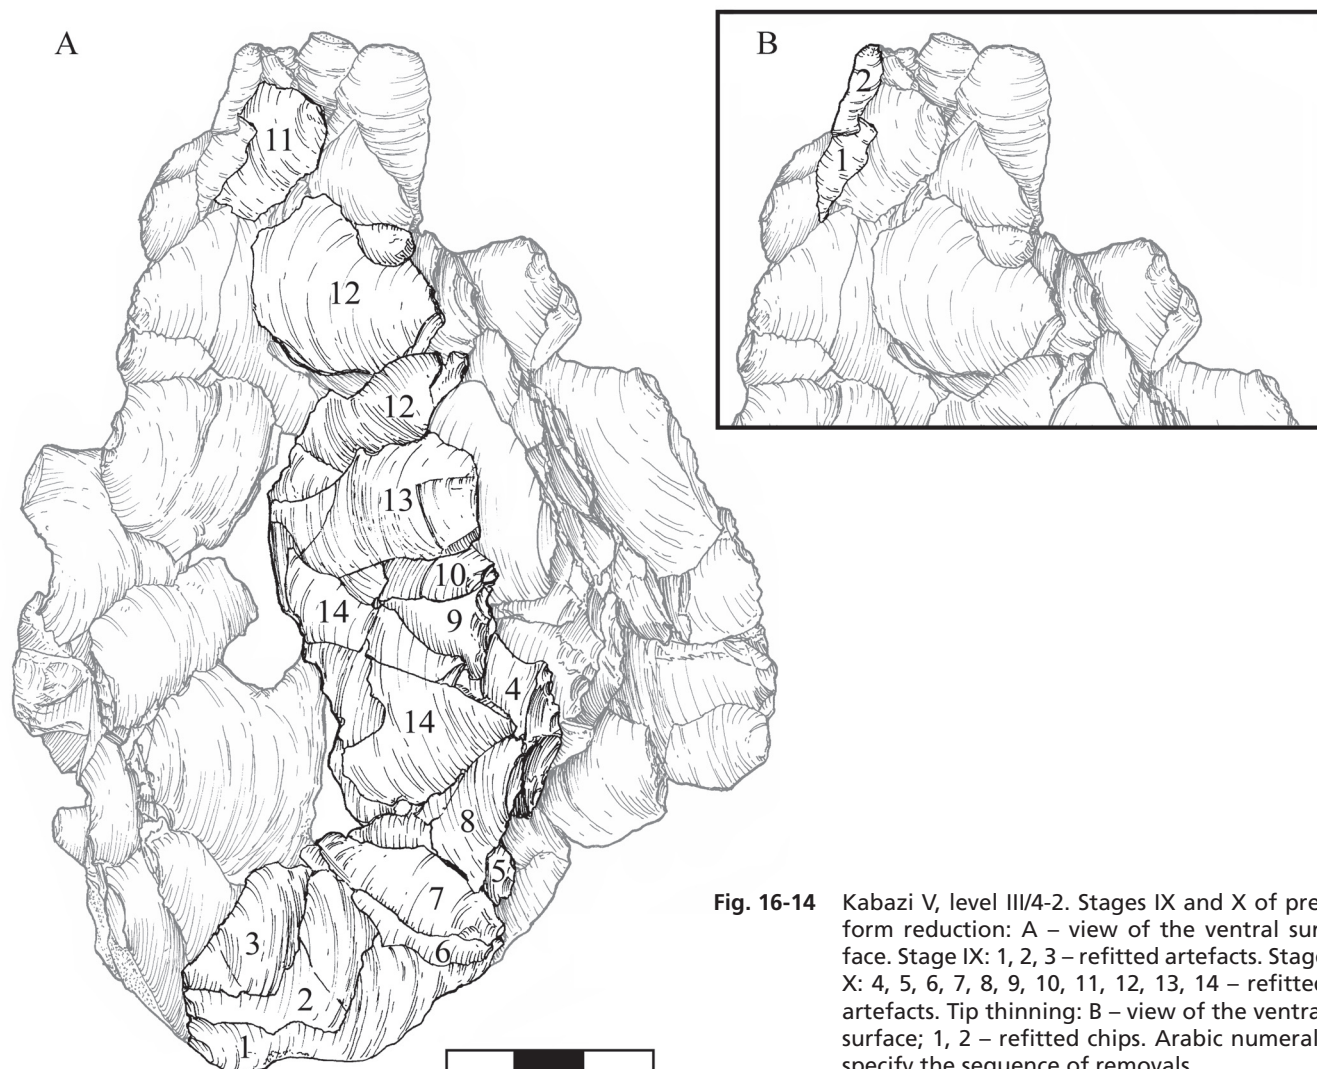 A
11
12
12
13
10
14
9
4
14
8
5
7
6
3
2
1
B
2
1
Fig. 16-14 Kabazi V, level III/4-2. Stages IX and X of pre
form reduction: A – view of the ventral sur
face. Stage IX: 1, 2, 3 – refitted artefacts. Stage
X: 4, 5, 6, 7, 8, 9, 10, 11, 12, 13, 14 – refitted
artefacts. Tip thinning: B – view of the ventra
surface; 1, 2 – refitted chips. Arabic numeral
specify the sequence of removals